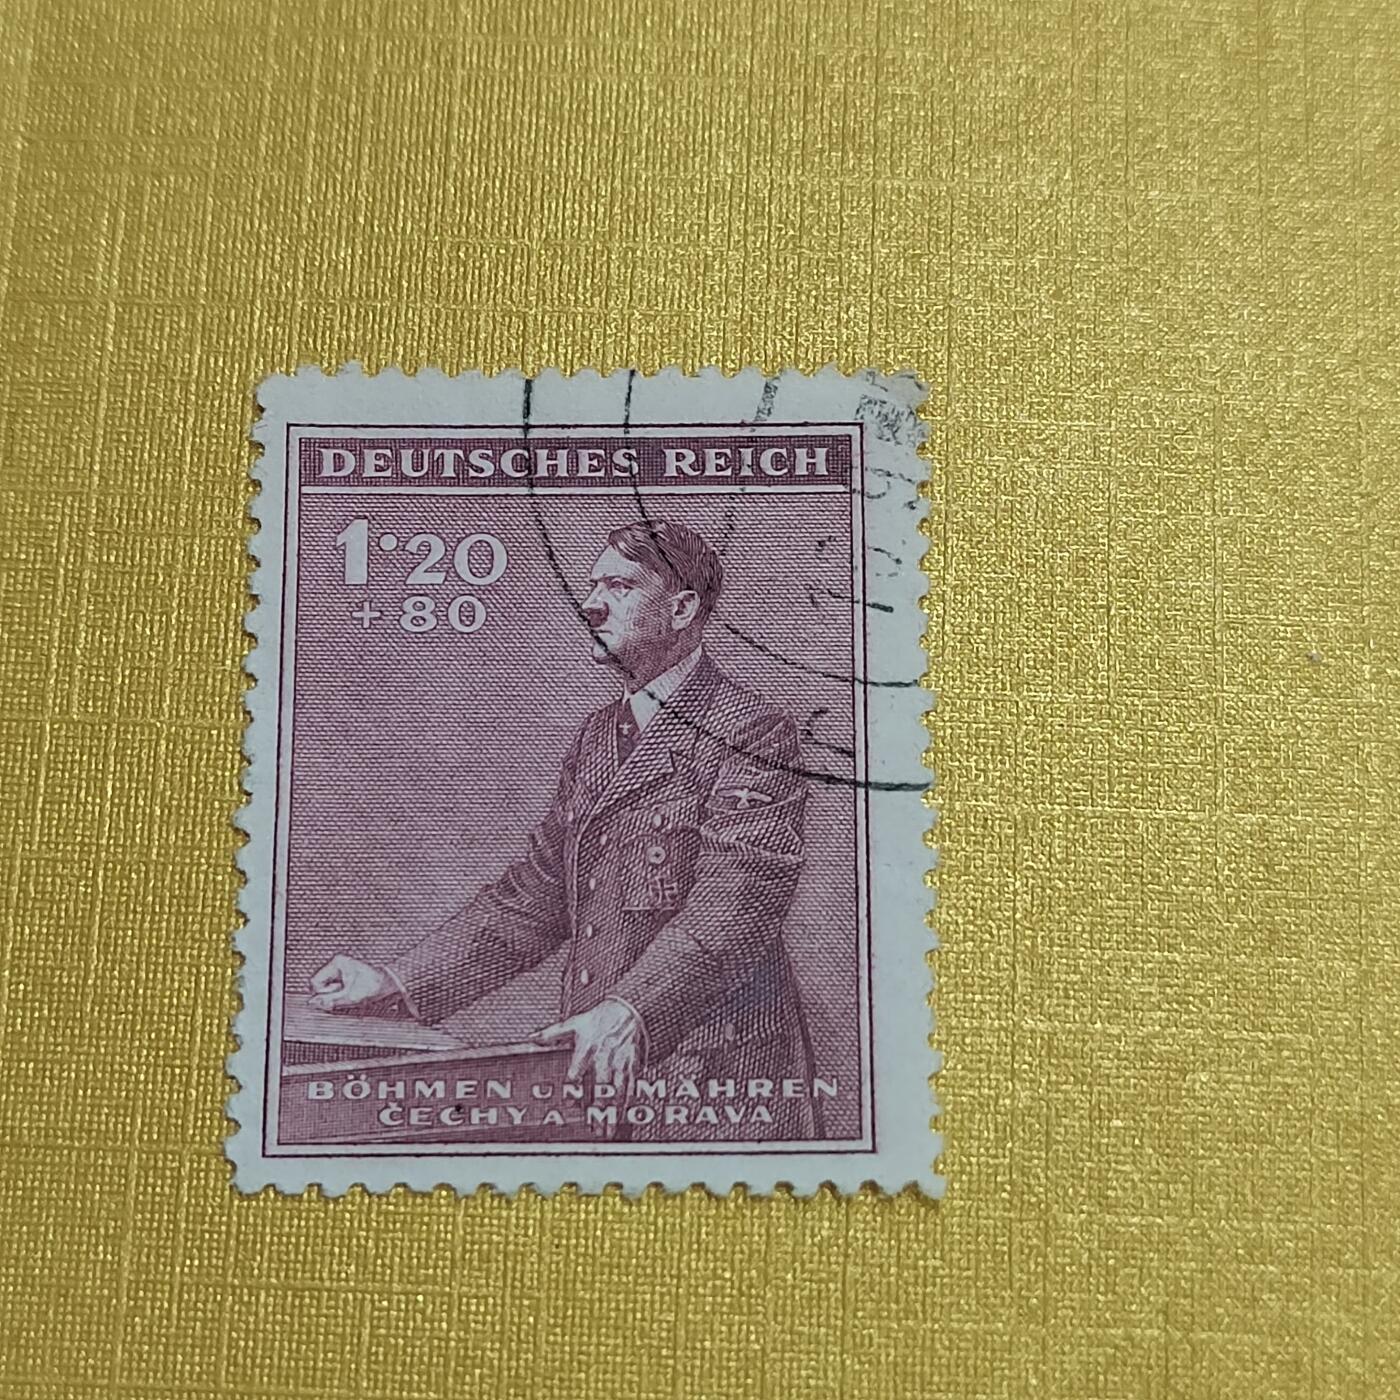 DEUTSCHES REICH
1·20
+80
BÖHMEN UND MÄHREN
ČECHY A MORAVA